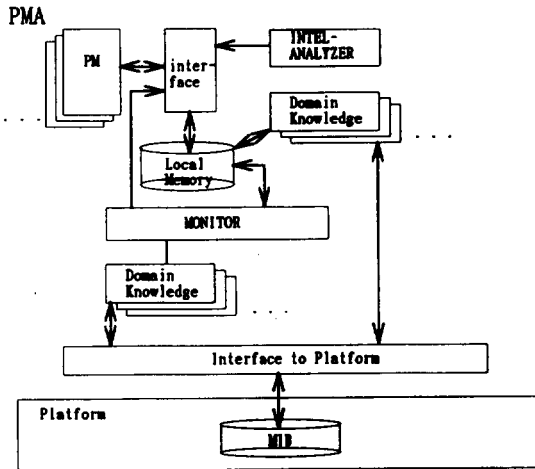 PMA
PM
inter-
face
INTEL-
ANALYZER
Domain
Knowledge
. . .
. . .
Local
Memory
MONITOR
Domain
Knowledge
. . .
Interface to Platform
Platform
MIB